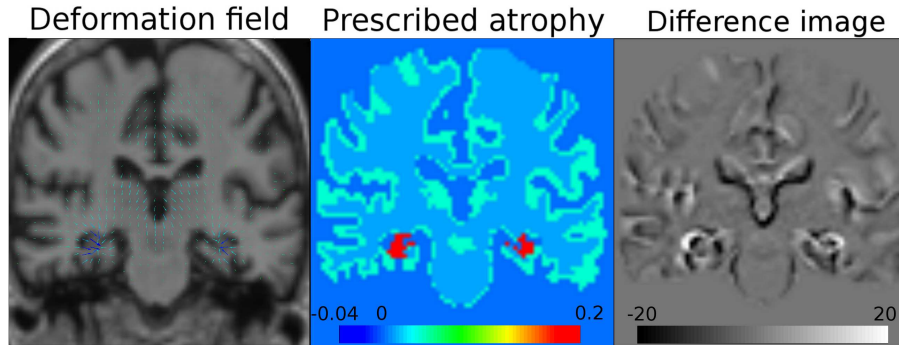 Deformation field
Prescribed atrophy
Difference image
-0.04 0 0.2
-20 20